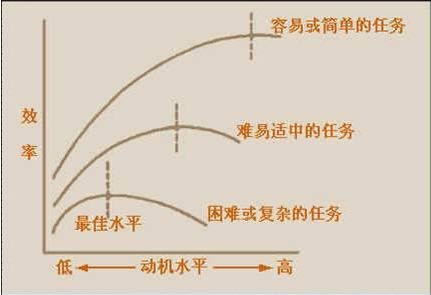 容易或简单的任务
效率
难易适中的任务
最佳水平
困难或复杂的任务
低 动机水平 高